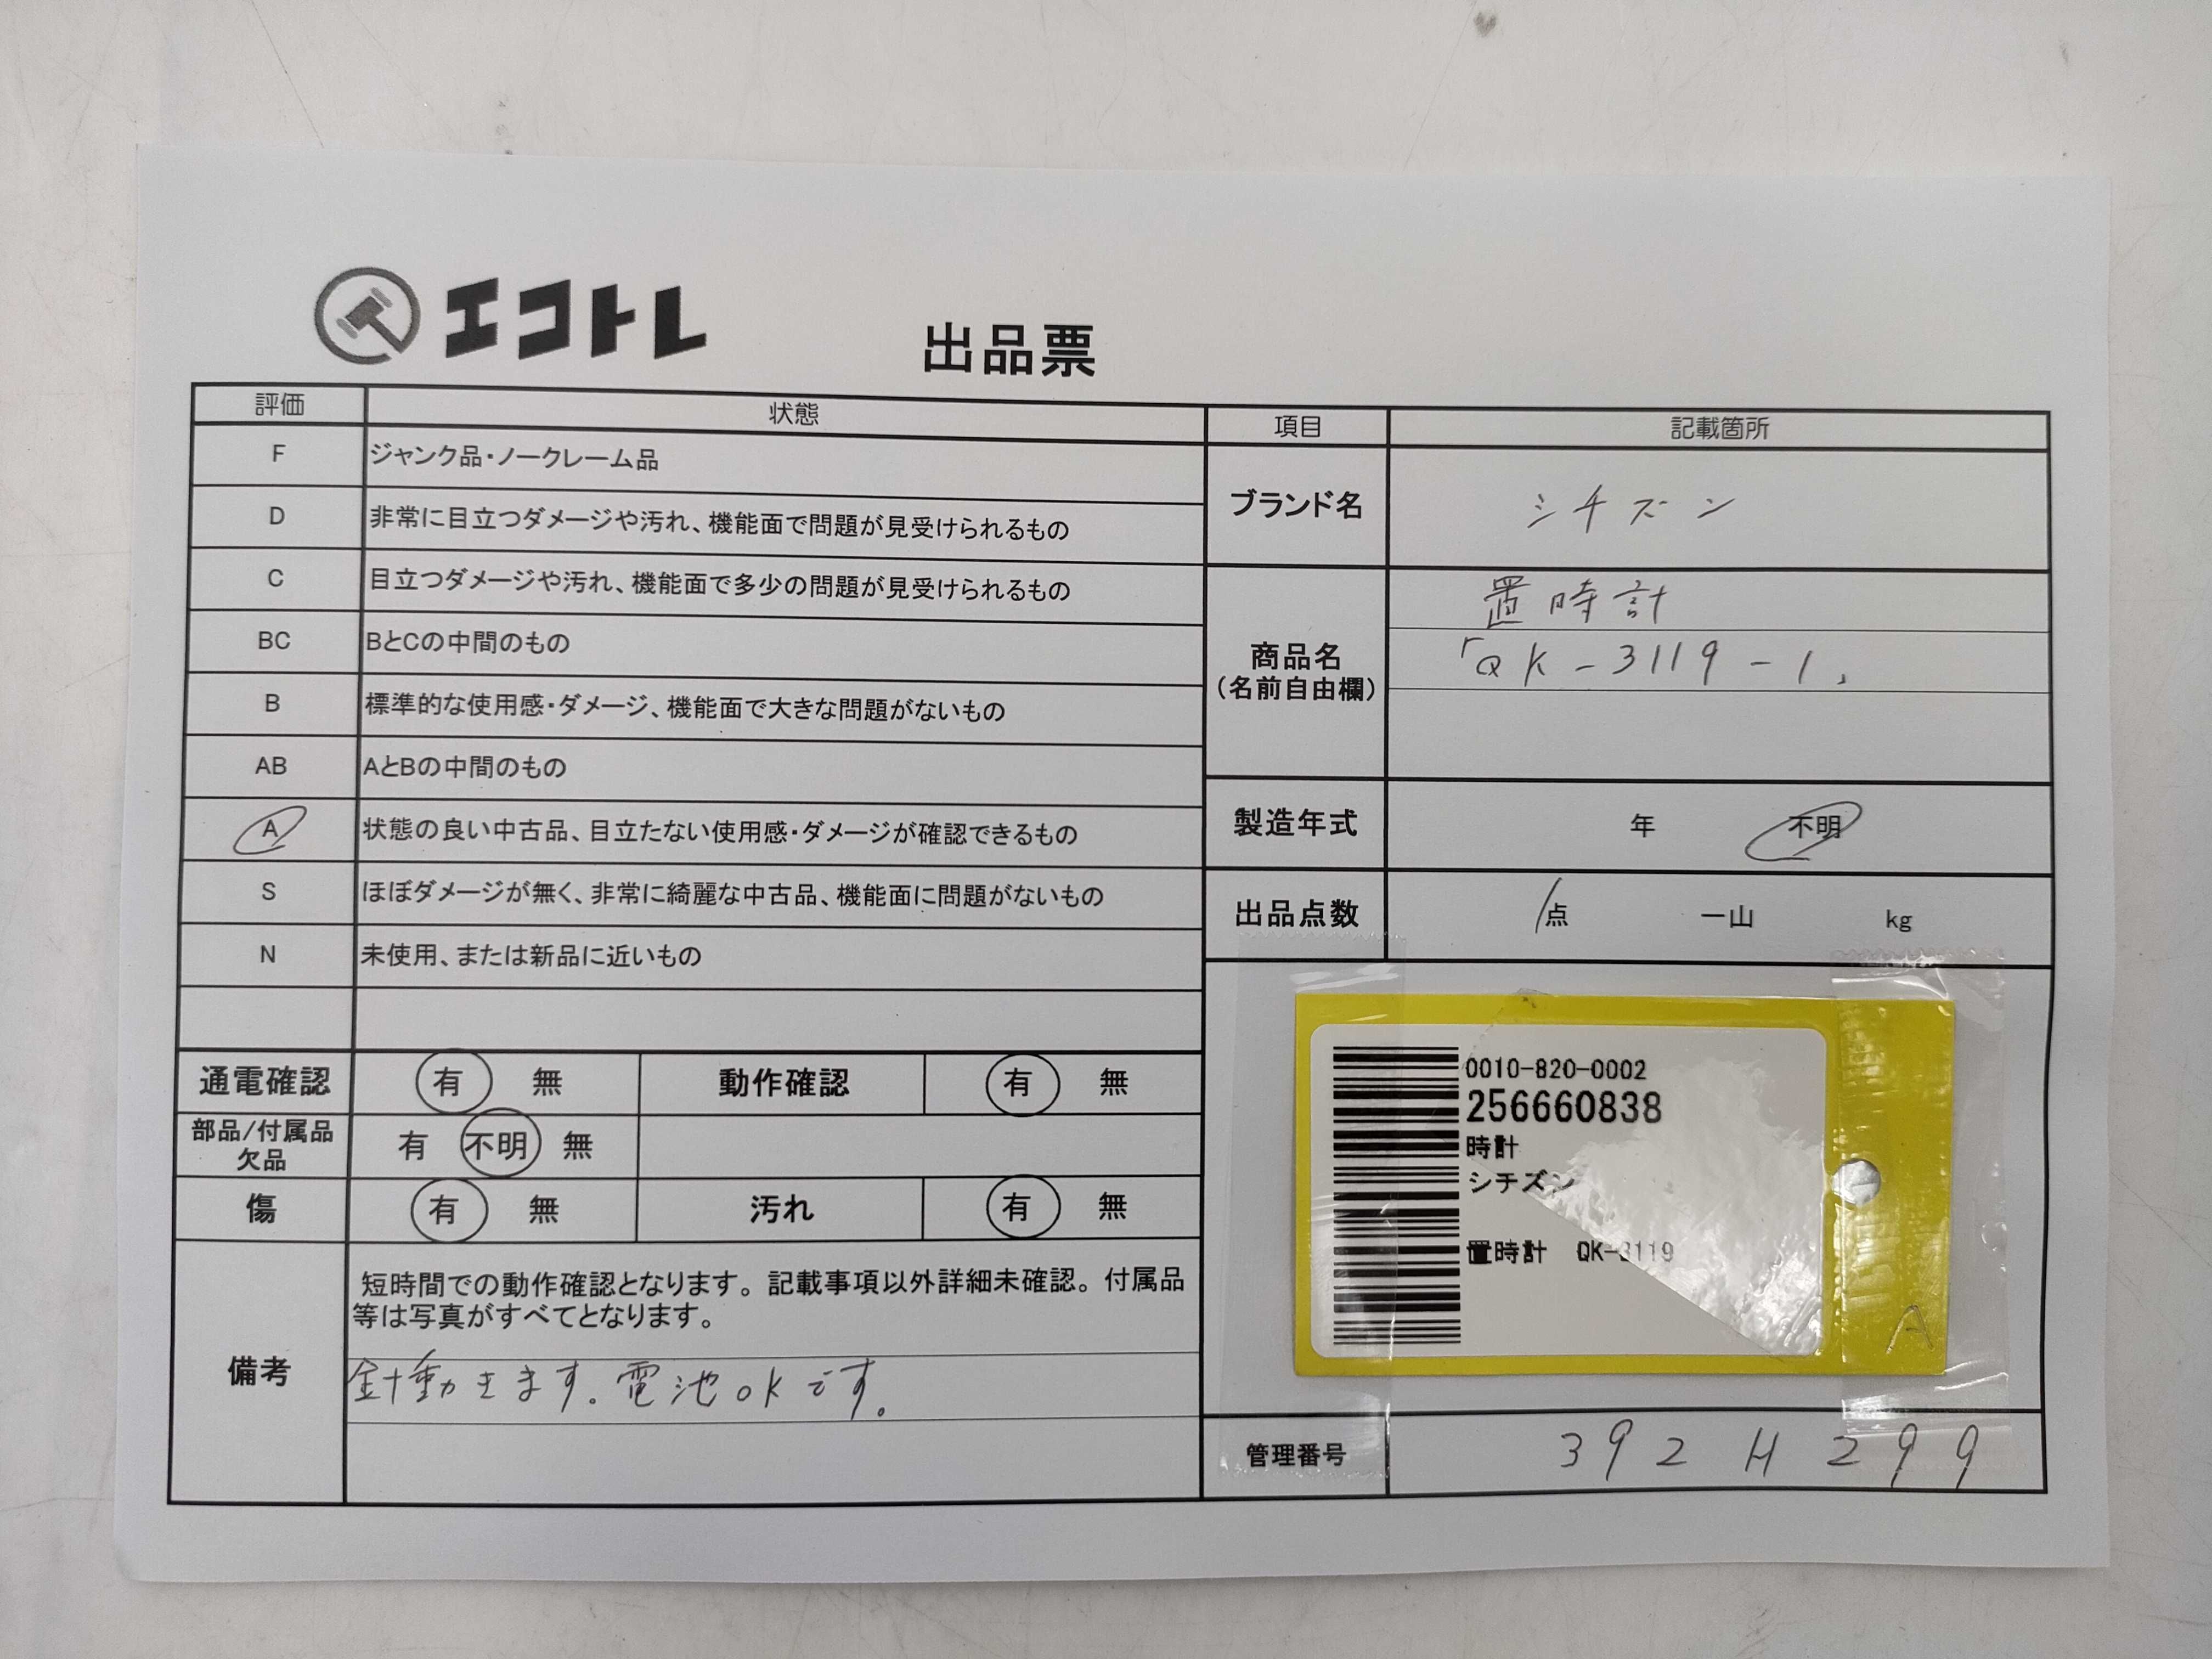 エコトレ
出品票
評価 状態
F ジャンク品・ノークレーム品
D 非常に目立つダメージや汚れ、機能面で問題が見受けられるもの
C 目立つダメージや汚れ、機能面で多少の問題が見受けられるもの
BC BとCの中間のもの
B 標準的な使用感・ダメージ、機能面で大きな問題がないもの
AB AとBの中間のもの
A 状態の良い中古品、目立たない使用感・ダメージが確認できるもの
S ほぼダメージが無く、非常に綺麗な中古品、機能面に問題がないもの
N 未使用、または新品に近いもの
通電確認 有 無 動作確認 有 無
部品/付属品
欠品 有 不明 無
傷 有 無 汚れ 有 無
備考
短時間での動作確認となります。記載事項以外詳細未確認。付属品
等は写真がすべてとなります。
針動きます。電池OKです。
項目 記載箇所
ブランド名 シチズン
商品名
(名前自由欄)
置時計
「QK-3119-1」
製造年式 年 不明
出品点数 1点 一山 kg
0010-820-0002
256660838
時計
シチズン
置時計 QK-3119
A
管理番号 392H299